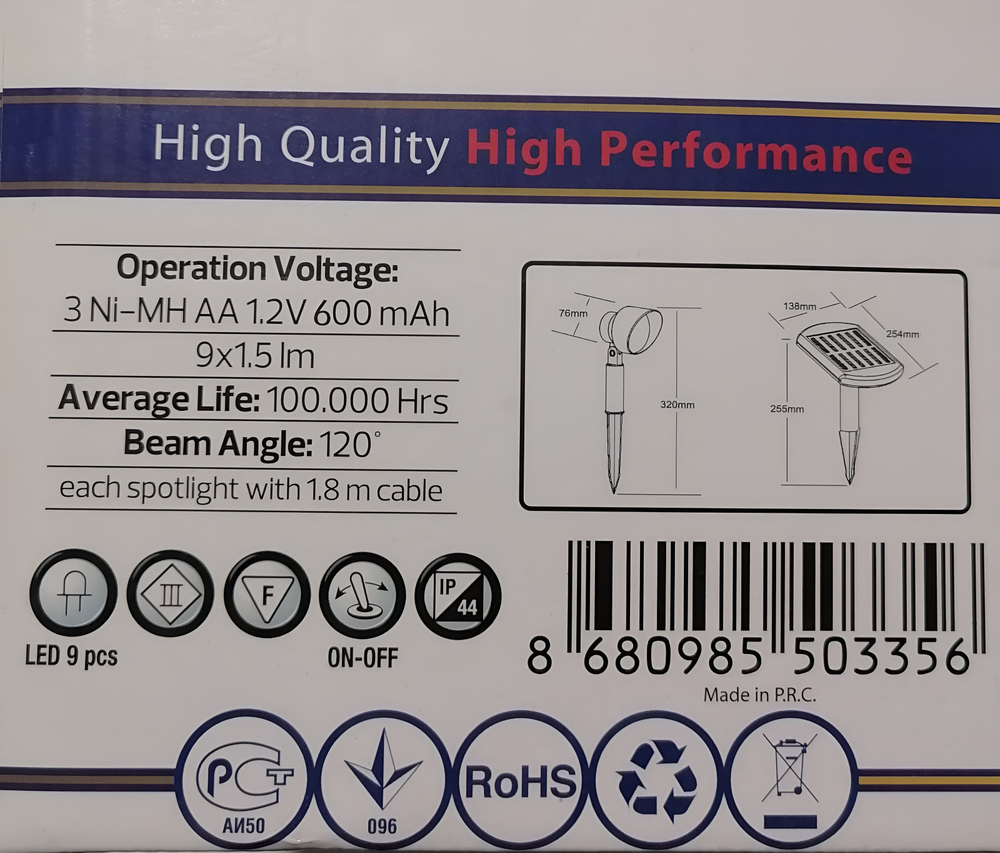 High Quality High Performance
Operation Voltage:
3 Ni-MH AA 1.2V 600 mAh
9x1.5 lm
Average Life: 100.000 Hrs
Beam Angle: 120°
each spotlight with 1.8 m cable
76mm
320mm
138mm
254mm
255mm
III
F
IP
44
LED 9 pcs
ON-OFF
8 680985 503356
Made in P.R.C.
РСТ
АИ50
096
RoHS